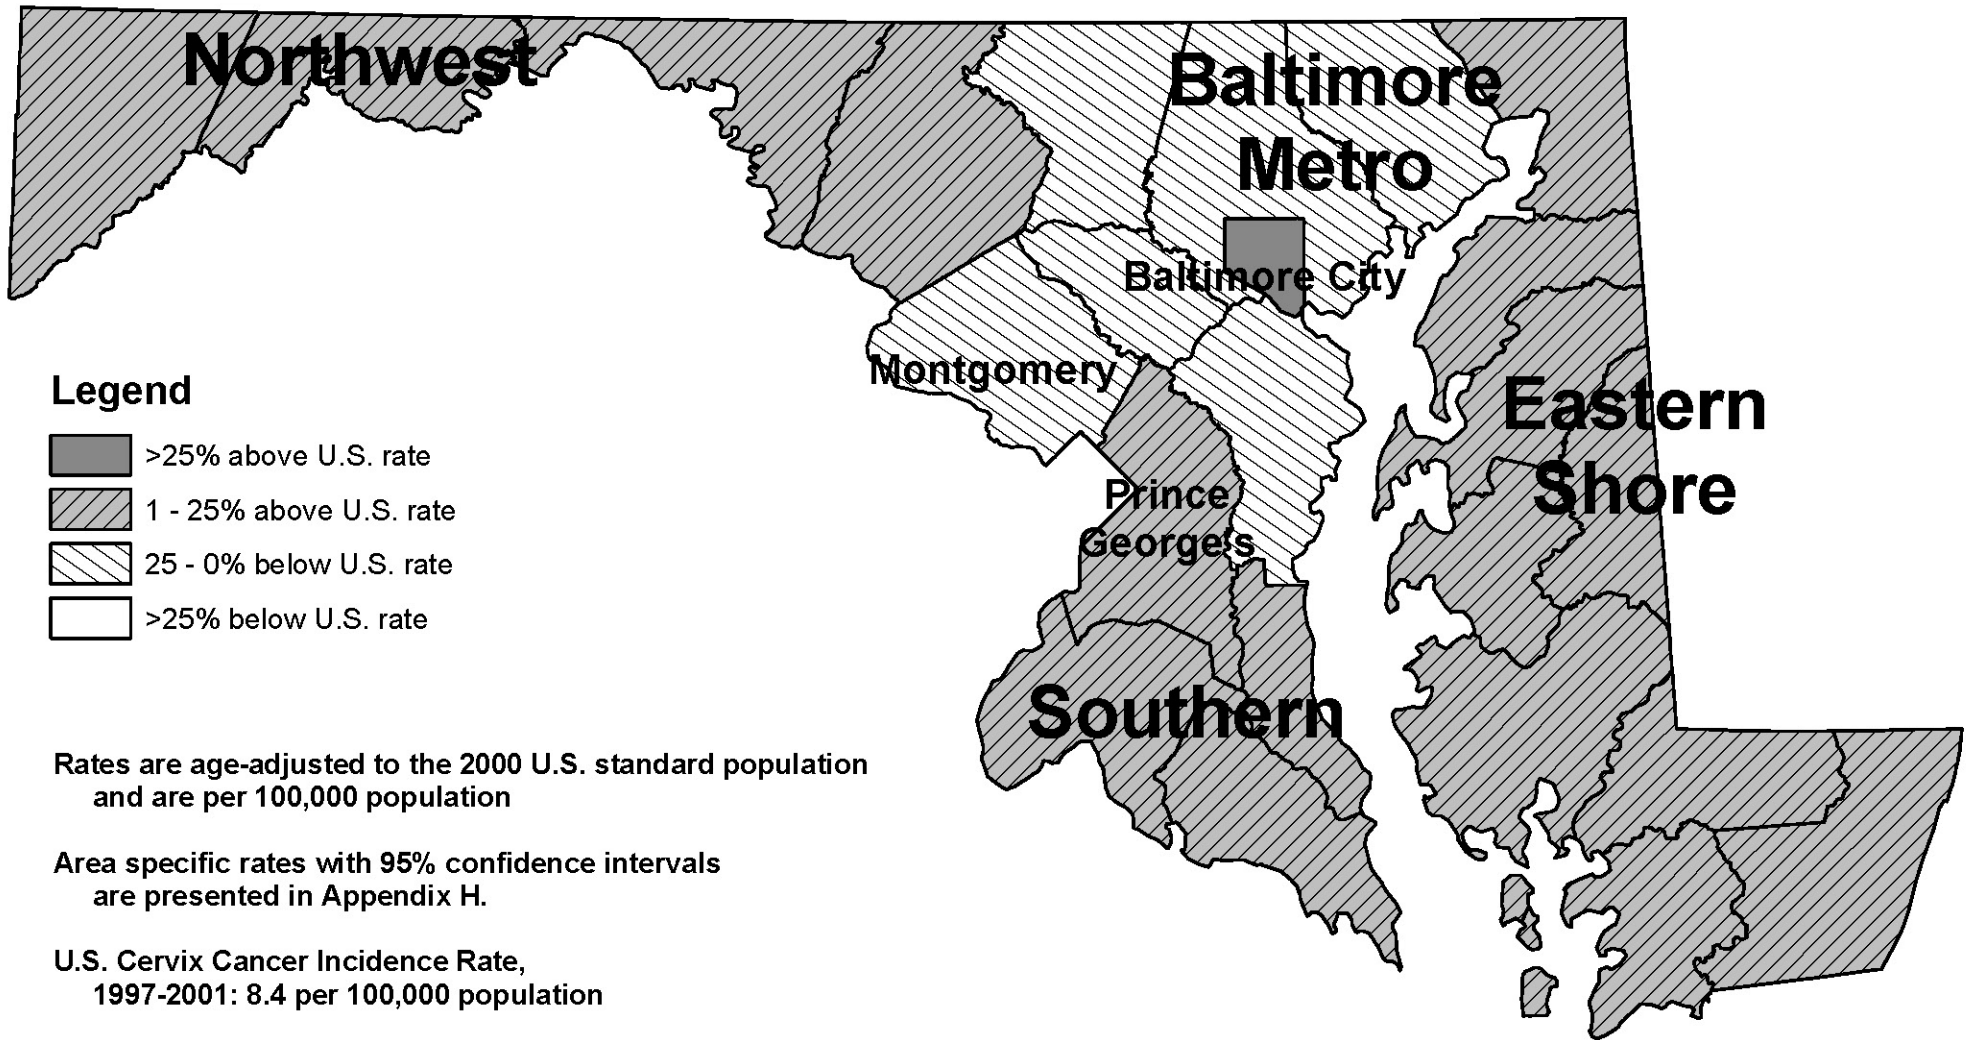 Northwest
Baltimore
Metro
Baltimore City
Montgomery
Eastern
Shore
Prince
George's
Southern
Legend
>25% above U.S. rate
1 - 25% above U.S. rate
25 - 0% below U.S. rate
>25% below U.S. rate
Rates are age-adjusted to the 2000 U.S. standard population
and are per 100,000 population
Area specific rates with 95% confidence intervals
are presented in Appendix H.
U.S. Cervix Cancer Incidence Rate,
1997-2001: 8.4 per 100,000 population